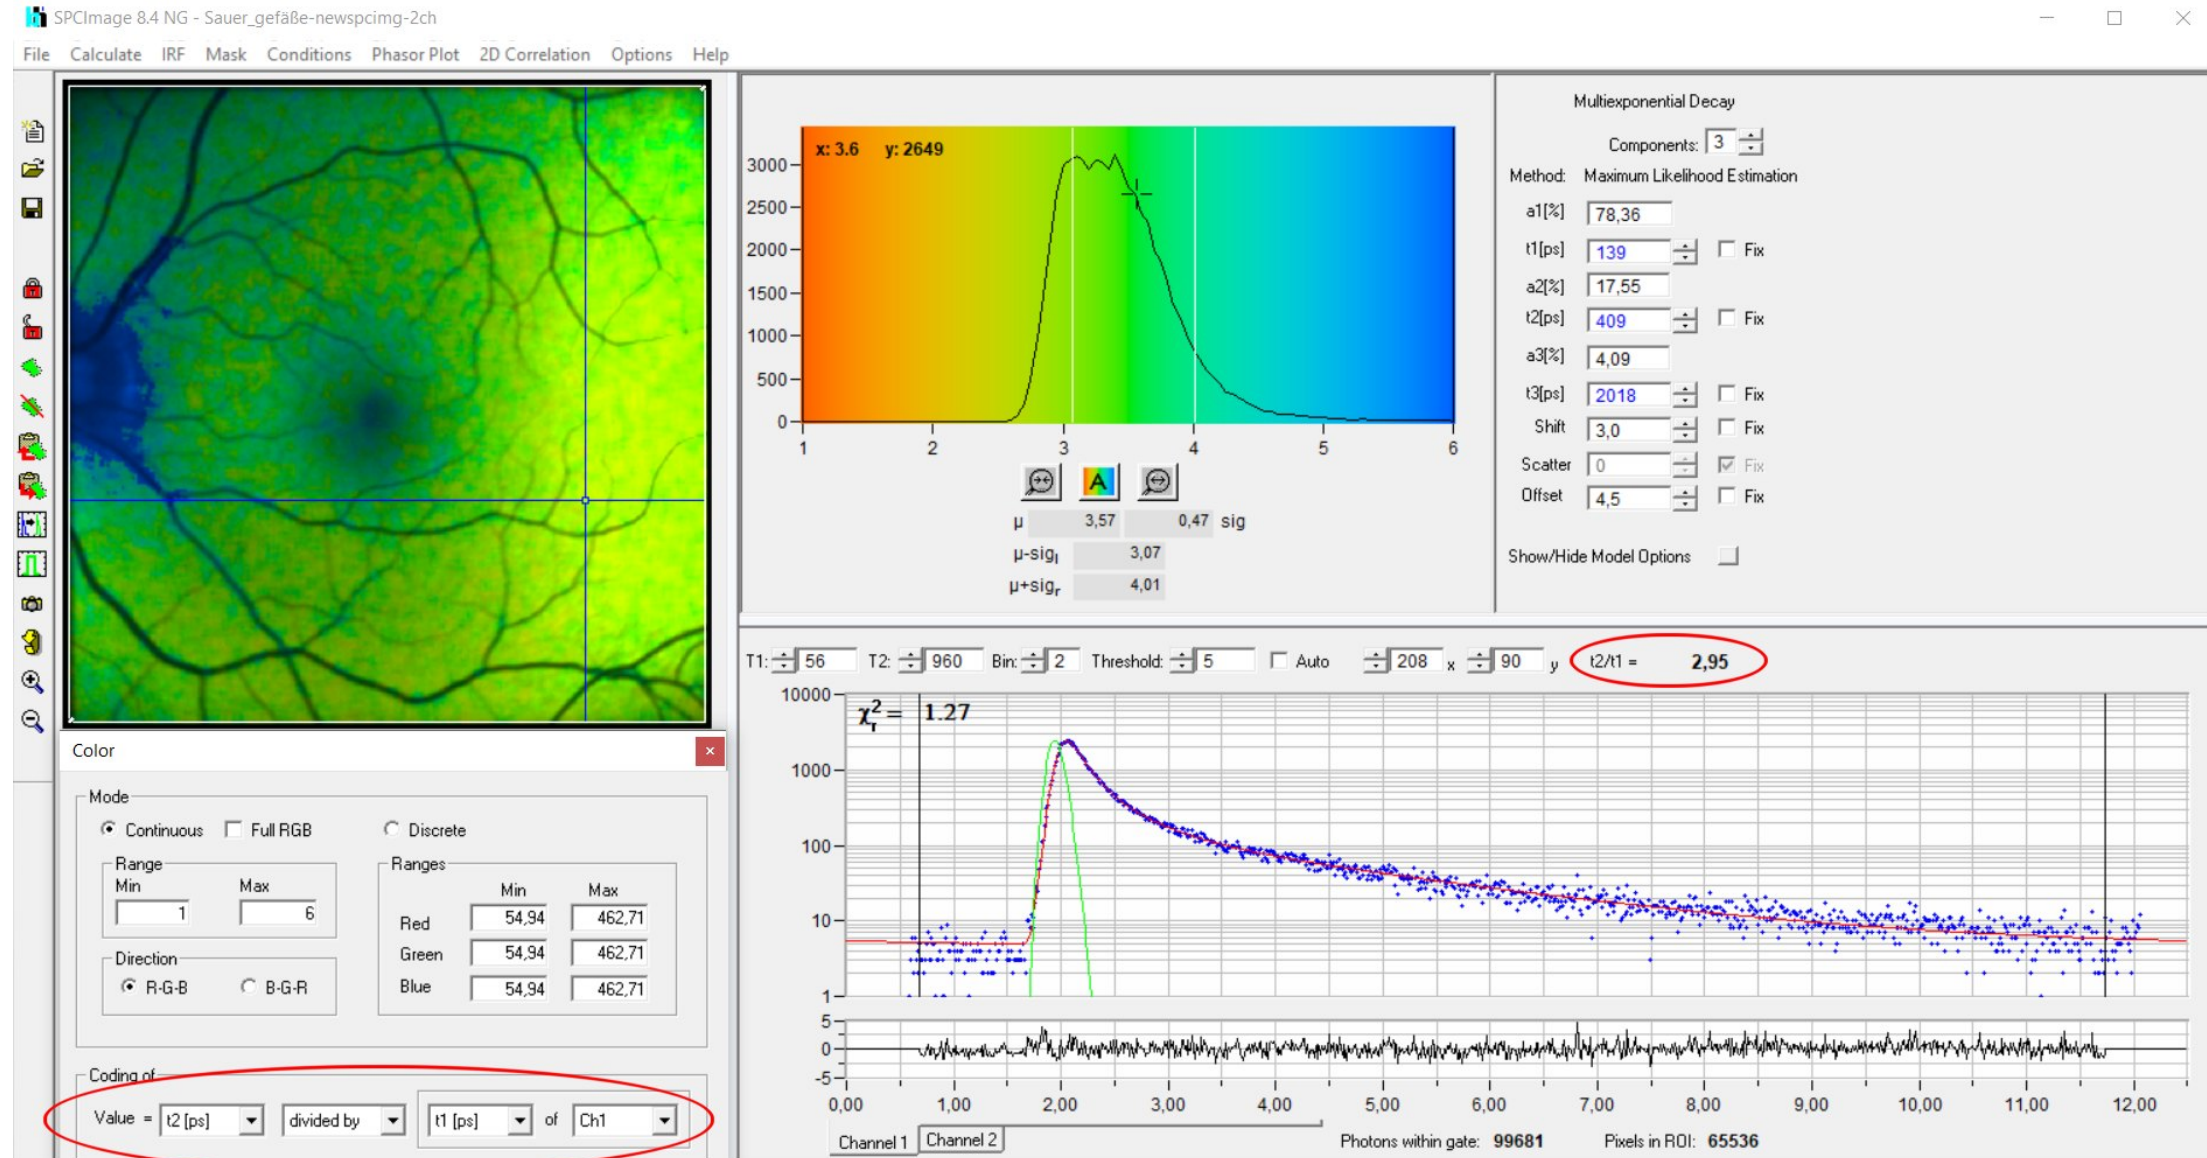 SPCImage 8.4 NG - Sauer_gefäße-newspcimg-2ch
File Calculate IRF Mask Conditions Phasor Plot 2D Correlation Options Help
x: 3.6 y: 2649
3000
2500
2000
1500
1000
500
0
1 2 3 4 5 6
A
μ 3,57 0,47 sig
μ-sigl 3,07
μ+sigr 4,01
Multiexponential Decay
Components: 3
Method: Maximum Likelihood Estimation
a1[%] 78,36
t1[ps] 139 Fix
a2[%] 17,55
t2[ps] 409 Fix
a3[%] 4,09
t3[ps] 2018 Fix
Shift 3,0 Fix
Scatter 0 Fix
Offset 4,5 Fix
Show/Hide Model Options
T1: 56 T2: 960 Bin: 2 Threshold: 5 Auto 208 x 90 y t2/t1 = 2,95
χ²r = 1.27
10000
1000
100
10
1
5
0
-5
0,00 1,00 2,00 3,00 4,00 5,00 6,00 7,00 8,00 9,00 10,00 11,00 12,00
Channel 1 Channel 2 Photons within gate: 99681 Pixels in ROI: 65536
Color
Mode
Continuous Full RGB Discrete
Range
Min Max
1 6
Direction
R-G-B B-G-R
Ranges
Min Max
Red 54,94 462,71
Green 54,94 462,71
Blue 54,94 462,71
Coding of
Value = t2 [ps] divided by t1 [ps] of Ch1